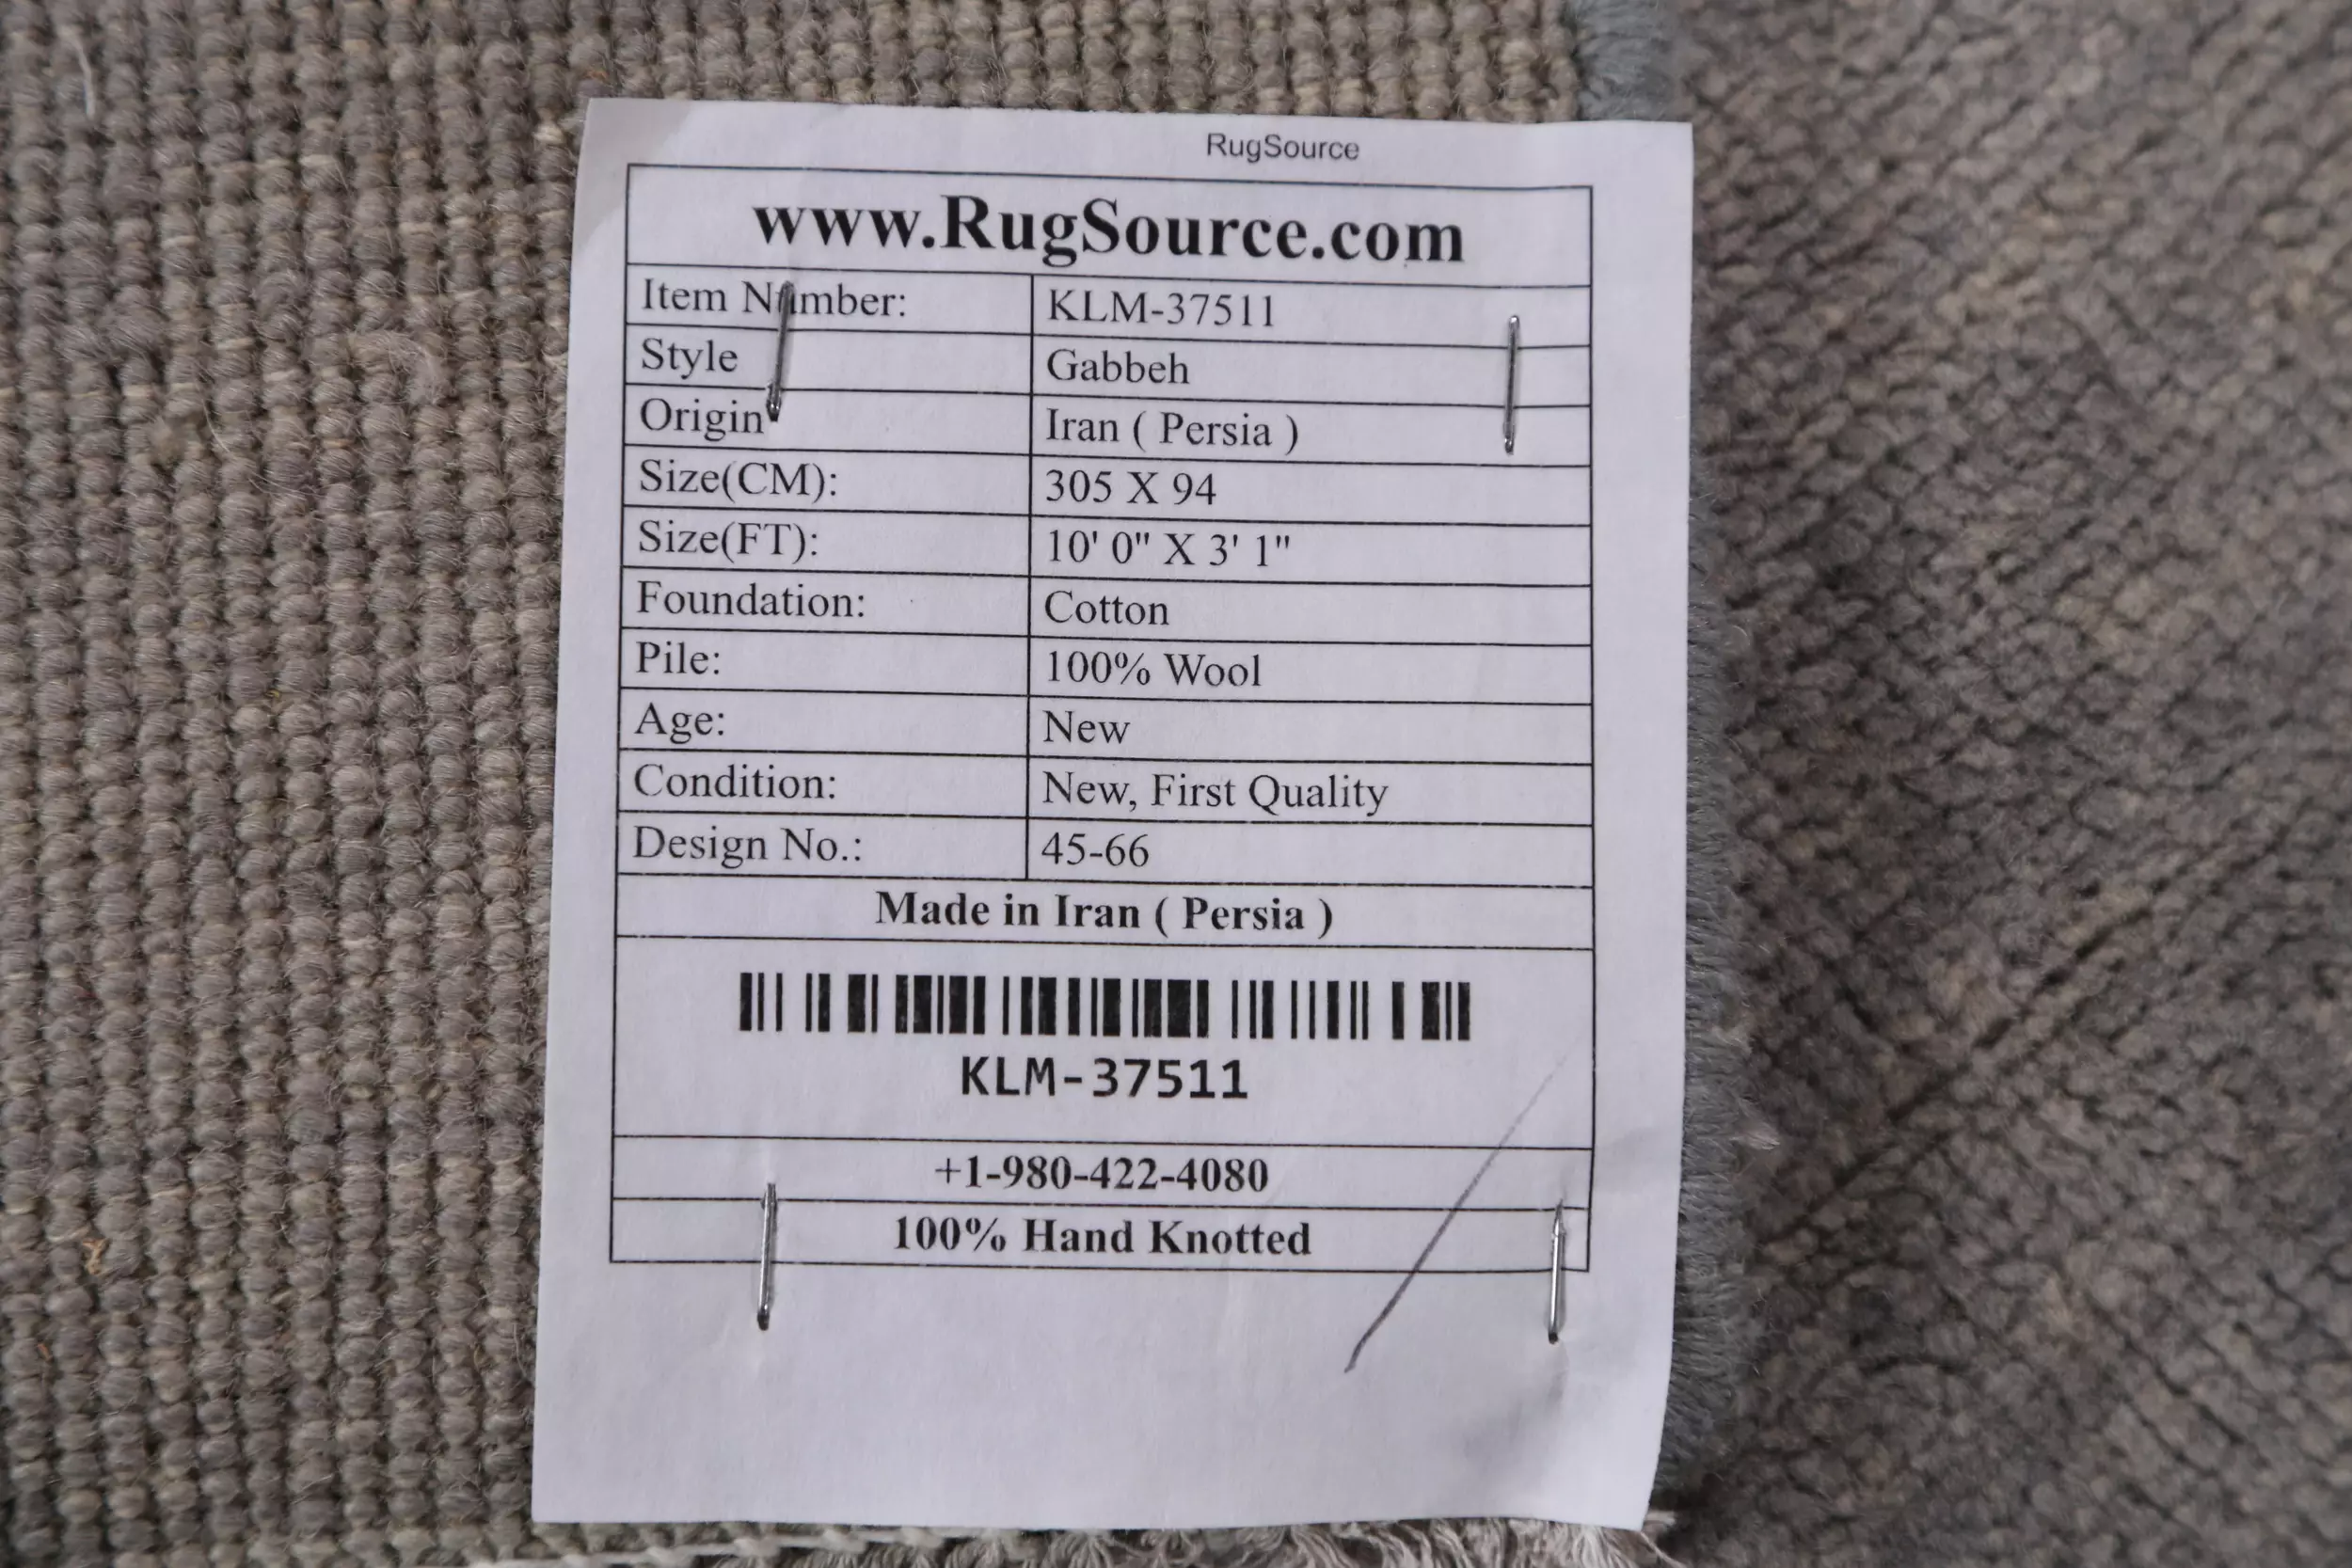 RugSource
www.RugSource.com
Item Number: KLM-37511
Style Gabbeh
Origin Iran ( Persia )
Size(CM): 305 X 94
Size(FT): 10' 0" X 3' 1"
Foundation: Cotton
Pile: 100% Wool
Age: New
Condition: New, First Quality
Design No.: 45-66
Made in Iran ( Persia )
KLM-37511
+1-980-422-4080
100% Hand Knotted